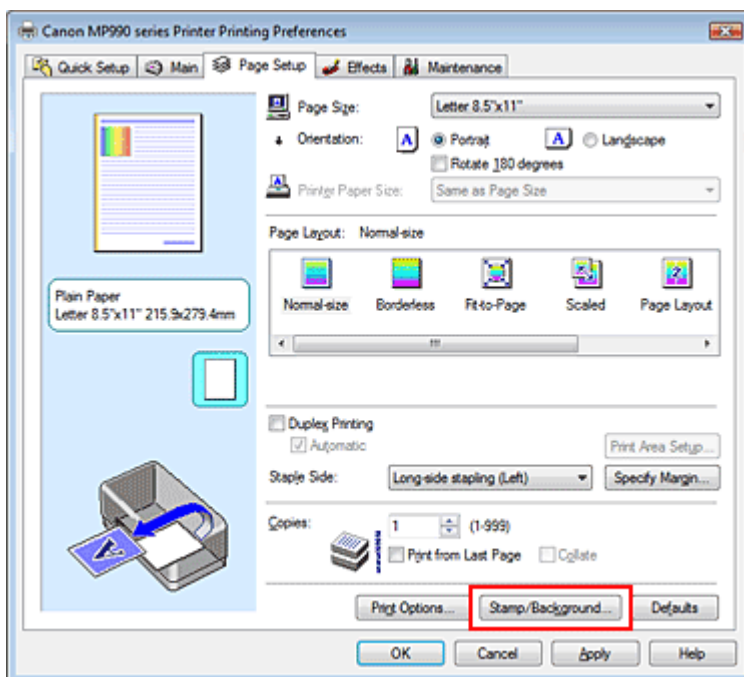 Canon MP990 series Printer Printing Preferences
Quick Setup Main Page Setup Effects Maintenance
Page Size: Letter 8.5"x11"
Orientation: A Portrait A Landscape
Rotate 180 degrees
Printer Paper Size: Same as Page Size
Page Layout: Normal-size
Normal-size Borderless Fit-to-Page Scaled Page Layout
Plain Paper
Letter 8.5"x11" 215.9x279.4mm
Duplex Printing
Automatic Print Area Setup...
Staple Side: Long-side stapling (Left) Specify Margin...
Copies: 1 (1-999)
Print from Last Page Collate
Print Options... Stamp/Background... Defaults
OK Cancel Apply Help